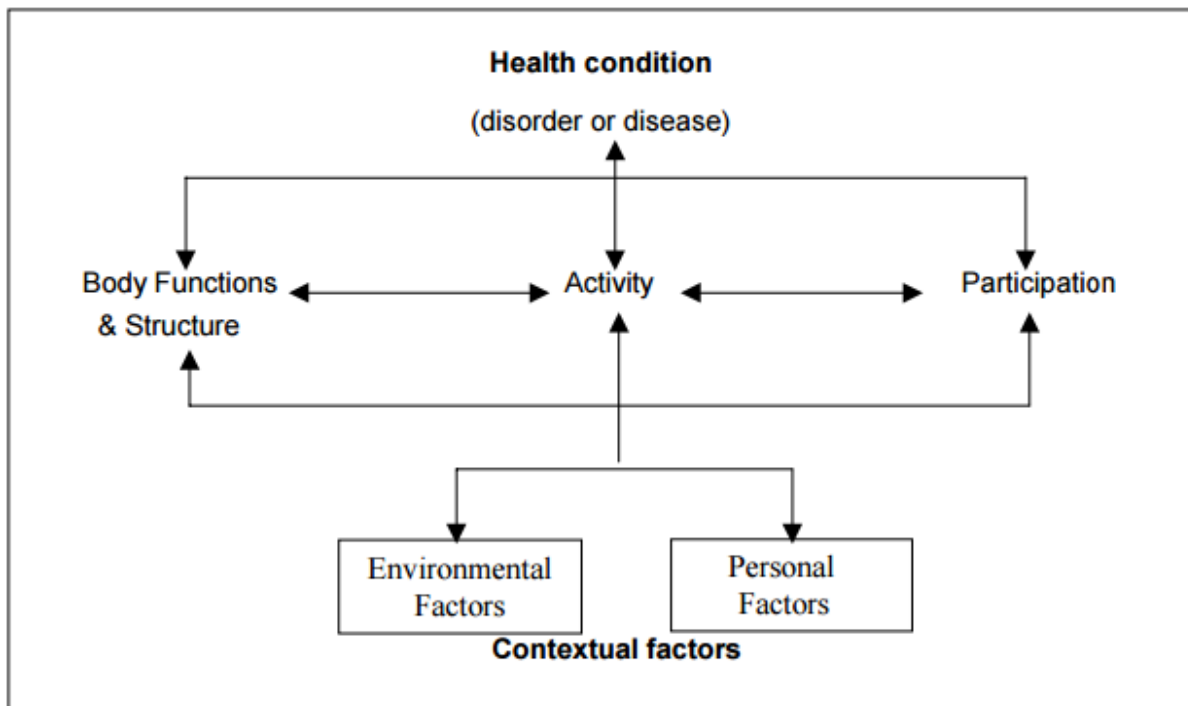 Health condition
(disorder or disease)
Body Functions
& Structure
Activity
Participation
Environmental
Factors
Personal
Factors
Contextual factors